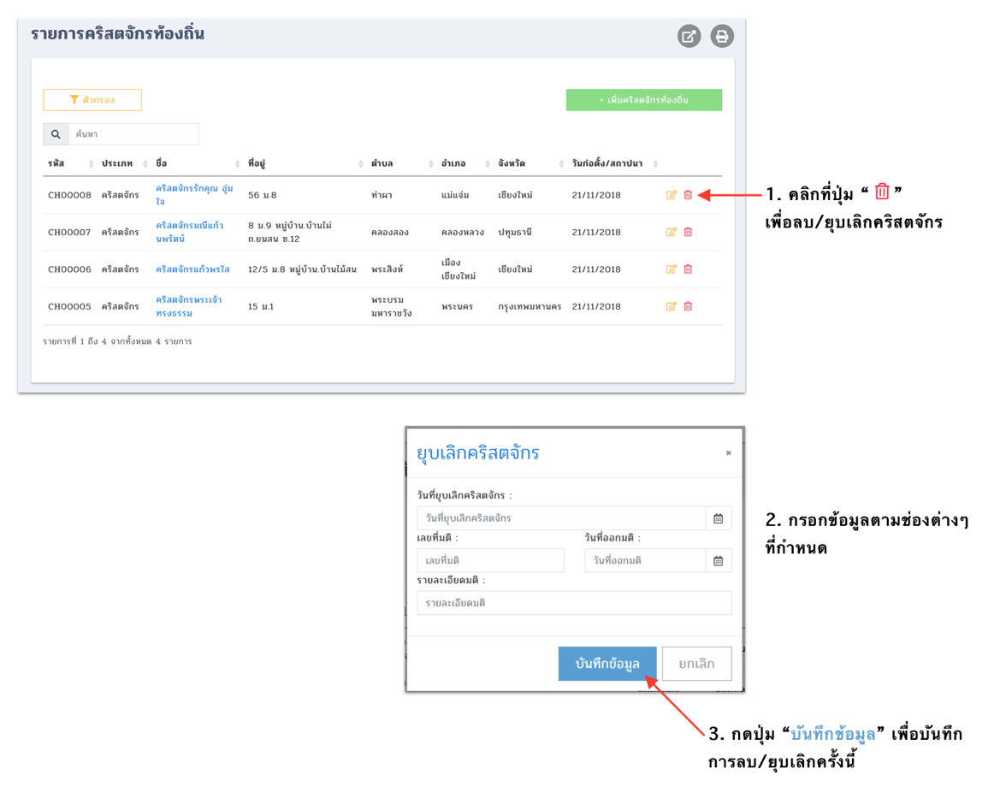 รายการคริสตจักรท้องถิ่น
ตัวกรอง
+ เพิ่มคริสตจักรท้องถิ่น
ค้นหา
รหัส ประเภท ชื่อ ที่อยู่ ตำบล อำเภอ จังหวัด วันก่อตั้ง/สถาปนา
CH00008 คริสตจักร คริสตจักรรักคุณ อุ่มใจ 56 ม.8 ท่าผา แม่แจ่ม เชียงใหม่ 21/11/2018
CH00007 คริสตจักร คริสตจักรมณีแก้วนพรัตน์ 8 ม.9 หมู่บ้าน.บ้านไผ่ ถ.ยนสน ซ.12 คลองสอง คลองหลวง ปทุมธานี 21/11/2018
CH00006 คริสตจักร คริสตจักรแก้วพรใส 12/5 ม.8 หมู่บ้าน.บ้านไม้สน พระสิงห์ เมืองเชียงใหม่ เชียงใหม่ 21/11/2018
CH00005 คริสตจักร คริสตจักรพระเจ้าทรงธรรม 15 ม.1 พระบรมมหาราชวัง พระนคร กรุงเทพมหานคร 21/11/2018
รายการที่ 1 ถึง 4 จากทั้งหมด 4 รายการ
1. คลิกที่ปุ่ม “ ”
เพื่อลบ/ยุบเลิกคริสตจักร
ยุบเลิกคริสตจักร
×
วันที่ยุบเลิกคริสตจักร :
วันที่ยุบเลิกคริสตจักร
เลขที่มติ : วันที่ออกมติ :
เลขที่มติ วันที่ออกมติ
รายละเอียดมติ :
รายละเอียดมติ
บันทึกข้อมูล ยกเลิก
2. กรอกข้อมูลตามช่องต่างๆ
ที่กำหนด
3. กดปุ่ม “บันทึกข้อมูล” เพื่อบันทึก
การลบ/ยุบเลิกครั้งนี้